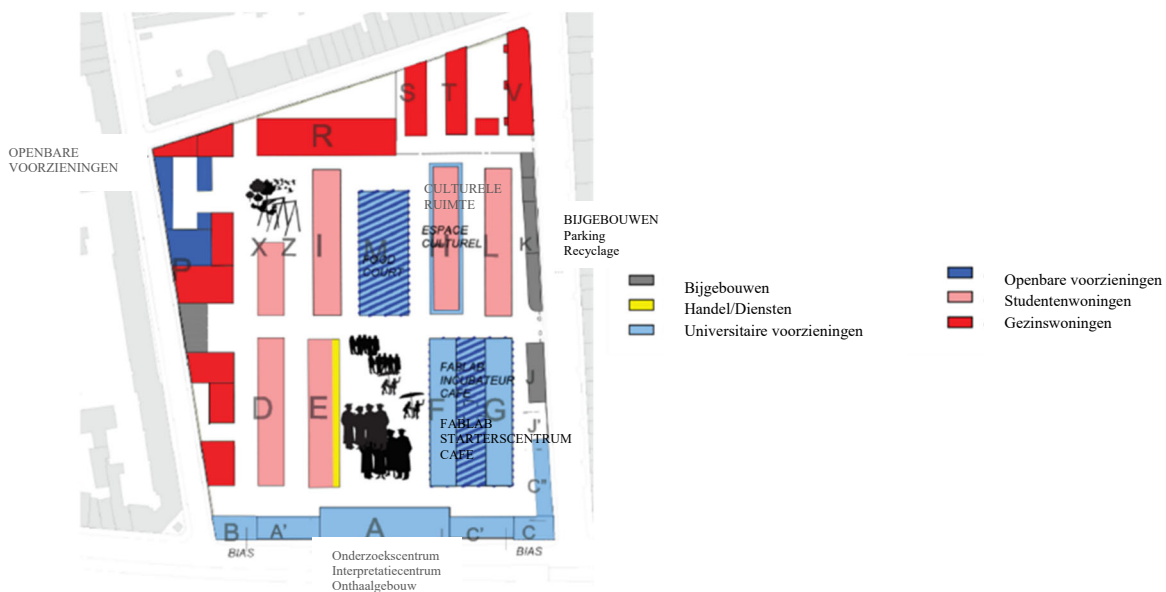 S T V
R
OPENBARE
VOORZIENINGEN
CULTURELE
RUIMTE
ESPACE
CULTUREL
X Z I M H L K
FOOD
COURT
P
BIJGEBOUWEN
Parking
Recyclage
Bijgebouwen
Handel/Diensten
Universitaire voorzieningen
Openbare voorzieningen
Studentenwoningen
Gezinswoningen
FABLAB
INCUBATEUR
CAFE
J
D E F G
FABLAB
STARTERSCENTRUM
CAFE
J'
C"
B A' A C' C
BIAS
BIAS
Onderzoekscentrum
Interpretatiecentrum
Onthaalgebouw